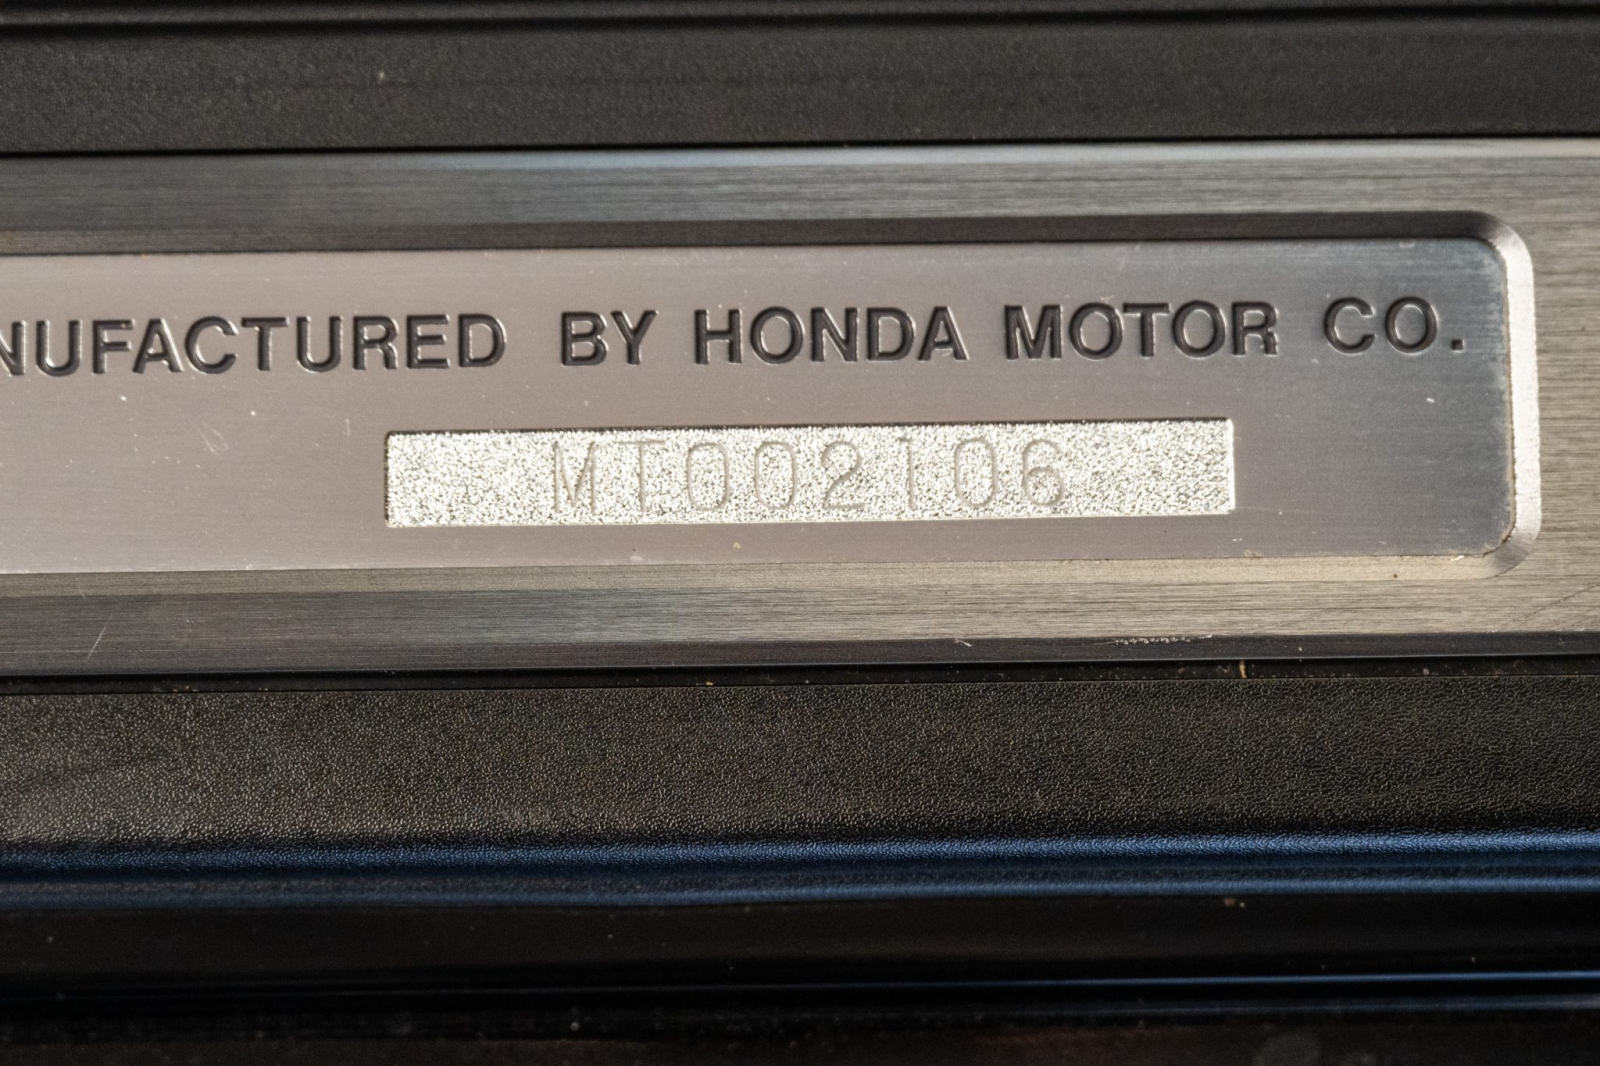 NUFACTURED BY HONDA MOTOR CO.
MT002106